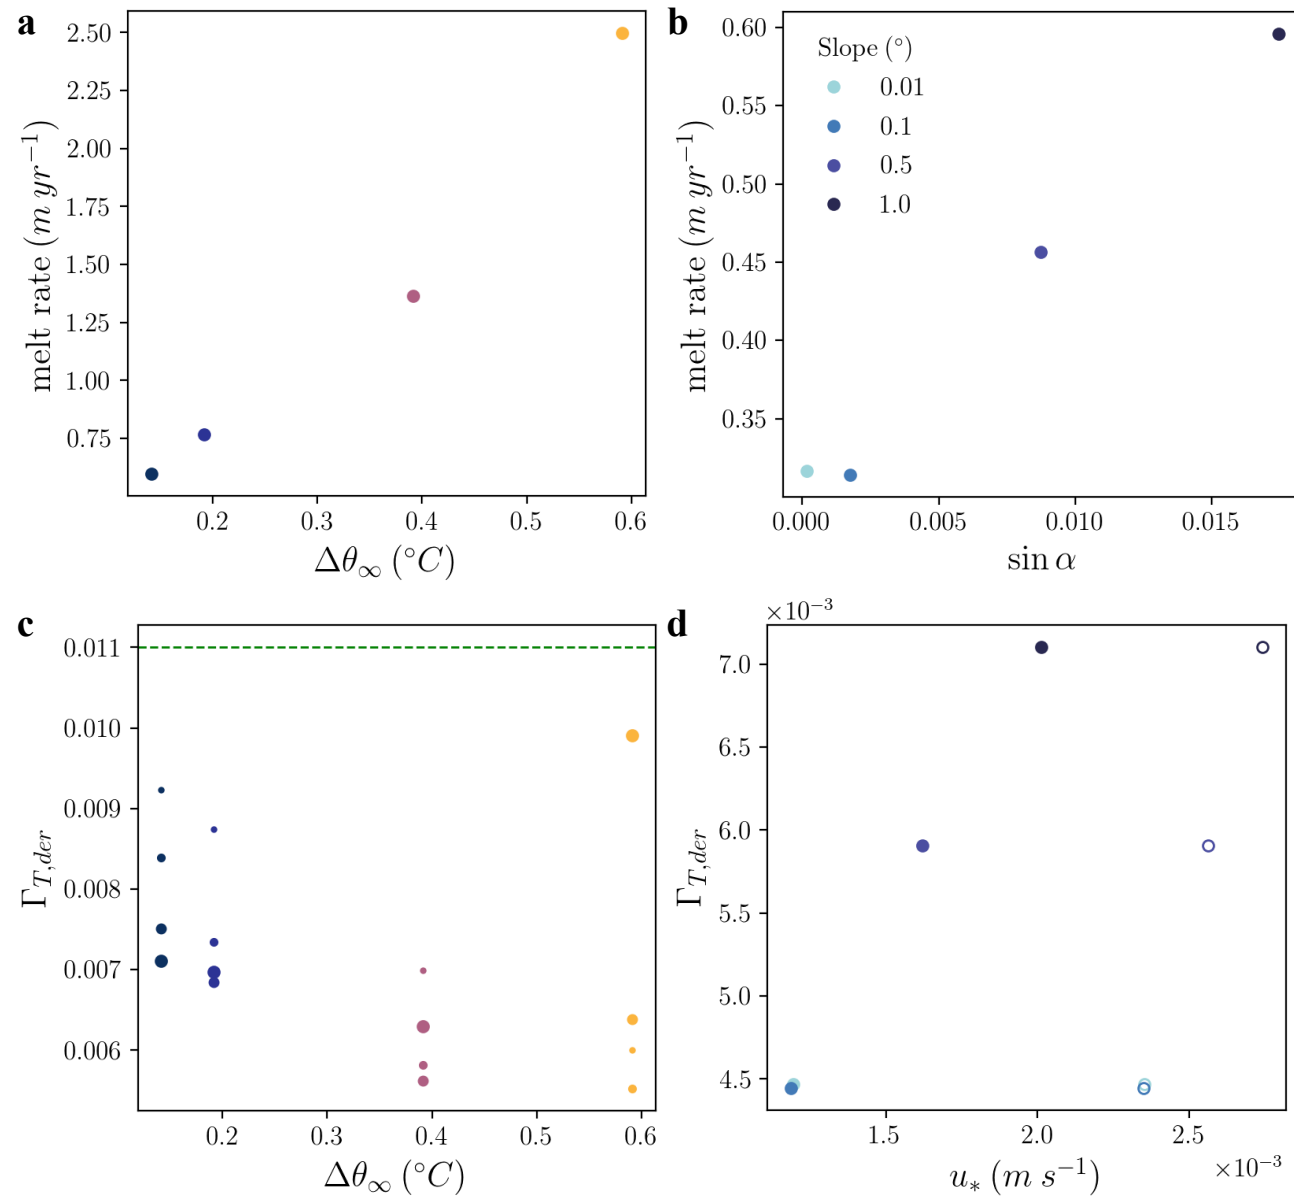 a
2.50
2.25
2.00
1.75
1.50
1.25
1.00
0.75
melt rate (m yr⁻¹)
0.2 0.3 0.4 0.5 0.6
Δθ∞ (°C)
b
0.60
0.55
0.50
0.45
0.40
0.35
melt rate (m yr⁻¹)
Slope (°)
0.01
0.1
0.5
1.0
0.000 0.005 0.010 0.015
sin α
c
0.011
0.010
0.009
0.008
0.007
0.006
Γ_{T,der}
0.2 0.3 0.4 0.5 0.6
Δθ∞ (°C)
d
×10⁻³
7.0
6.5
6.0
5.5
5.0
4.5
Γ_{T,der}
1.5 2.0 2.5
×10⁻³
u_* (m s⁻¹)